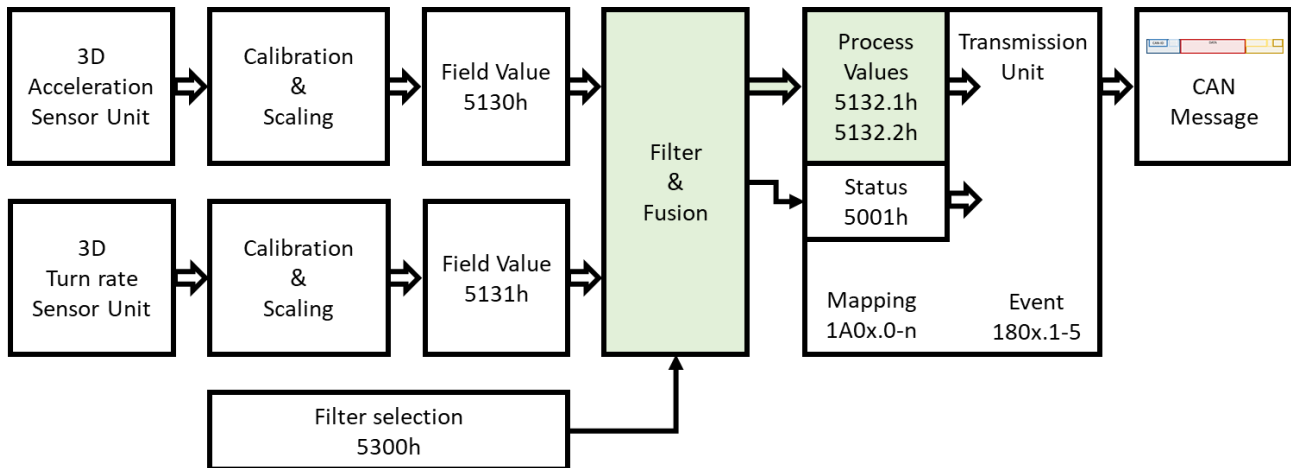 3D
Acceleration
Sensor Unit
Calibration
&
Scaling
Field Value
5130h
Filter
&
Fusion
Process
Values
5132.1h
5132.2h
Status
5001h
Transmission
Unit
CAN
Message
3D
Turn rate
Sensor Unit
Calibration
&
Scaling
Field Value
5131h
Mapping
1A0x.0-n
Event
180x.1-5
Filter selection
5300h